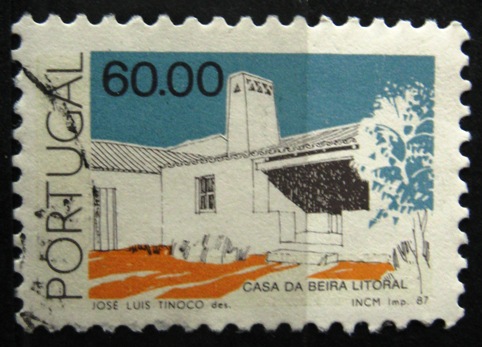 60.00
PORTUGAL
CASA DA BEIRA LITORAL
JOSÉ LUIS TINOCO des. INCM Imp. 87